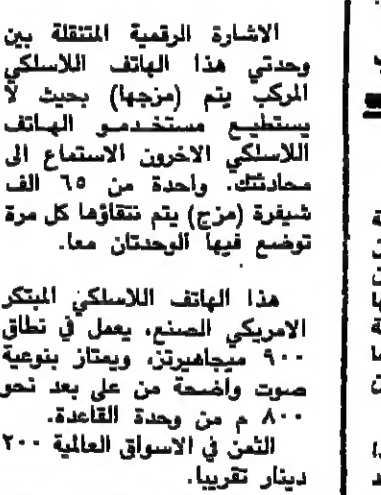 الاشارة الرقمية المتنقلة بين
وحدتي هذا الهاتف اللاسلكي
المركب يتم (مزجها) بحيث لا
يستطيع مستخدمو الهاتف
اللاسلكي الاخرون الاستماع الى
محادثتك. واحدة من ٦٥ الف
شيفرة (مزج) يتم نتقاؤها كل مرة
توضع فيها الوحدتان معا.
هذا الهاتف اللاسلكي المبتكر
الامريكي الصنع، يعمل في نطاق
٩٠٠ ميجاهيرتز، ويمتاز بنوعية
صوت واضحة من على بعد نحو
٨٠٠ م من وحدة القاعدة.
الثمن في الاسواق العالمية ٢٠٠
دينار تقريبا.